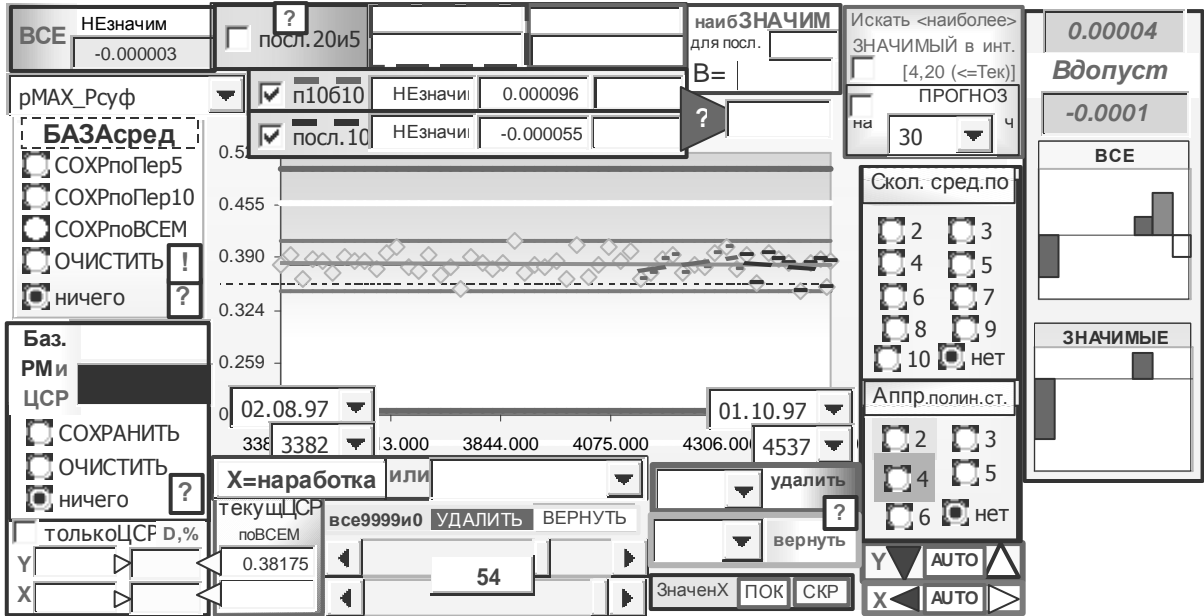 ВСЕ
НЕзначим
-0.000003
?
посл.20и5
п10б10
НЕзначи
0.000096
посл.10
НЕзначи
-0.000055
наибЗНАЧИМ
для посл.
В=
?
Искать <наиболее>
ЗНАЧИМЫЙ в инт.
[4,20 (<=Тек)]
ПРОГНОЗ
на
30
ч
0.00004
Вдопуст
-0.0001
рМАХ_Рсуф
БАЗАсред
СОХРпоПер5
СОХРпоПер10
СОХРпоВСЕМ
ОЧИСТИТЬ
!
ничего
?
Баз.
РМи
ЦСР
СОХРАНИТЬ
ОЧИСТИТЬ
ничего
?
толькоЦСР
D,%
Y
X
0.455
0.390
0.324
0.259
02.08.97
01.10.97
3382
3844.000
4075.000
4537
Х=наработка
или
текущЦСР
поВСЕМ
0.38175
все9999и0
УДАЛИТЬ
ВЕРНУТЬ
54
удалить
?
вернуть
ЗначенХ
ПОК
СКР
Скол. сред.по
2
3
4
5
6
7
8
9
10
нет
Аппр.полин.ст.
2
3
4
5
6
нет
Y
AUTO
X
AUTO
ВСЕ
ЗНАЧИМЫЕ